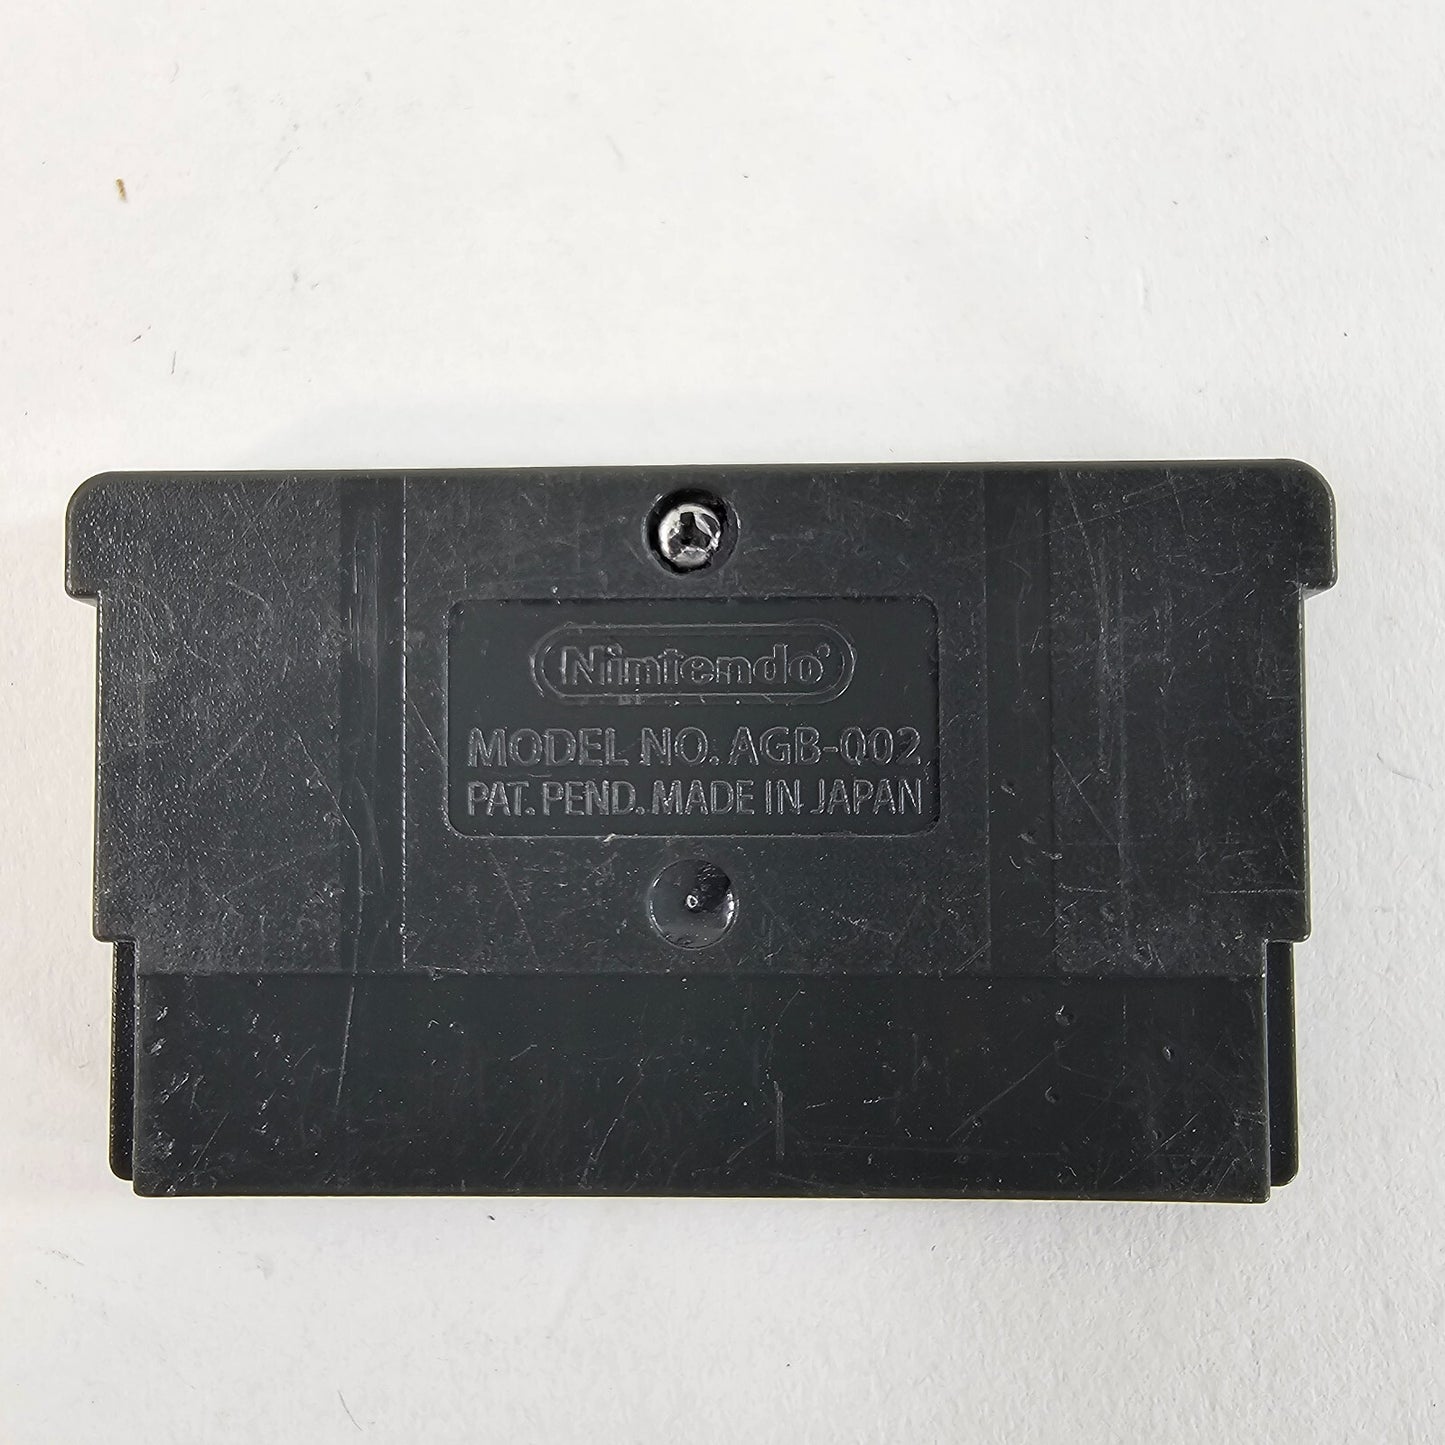 Nintendo®
MODEL NO. AGB-002
PAT. PEND. MADE IN JAPAN